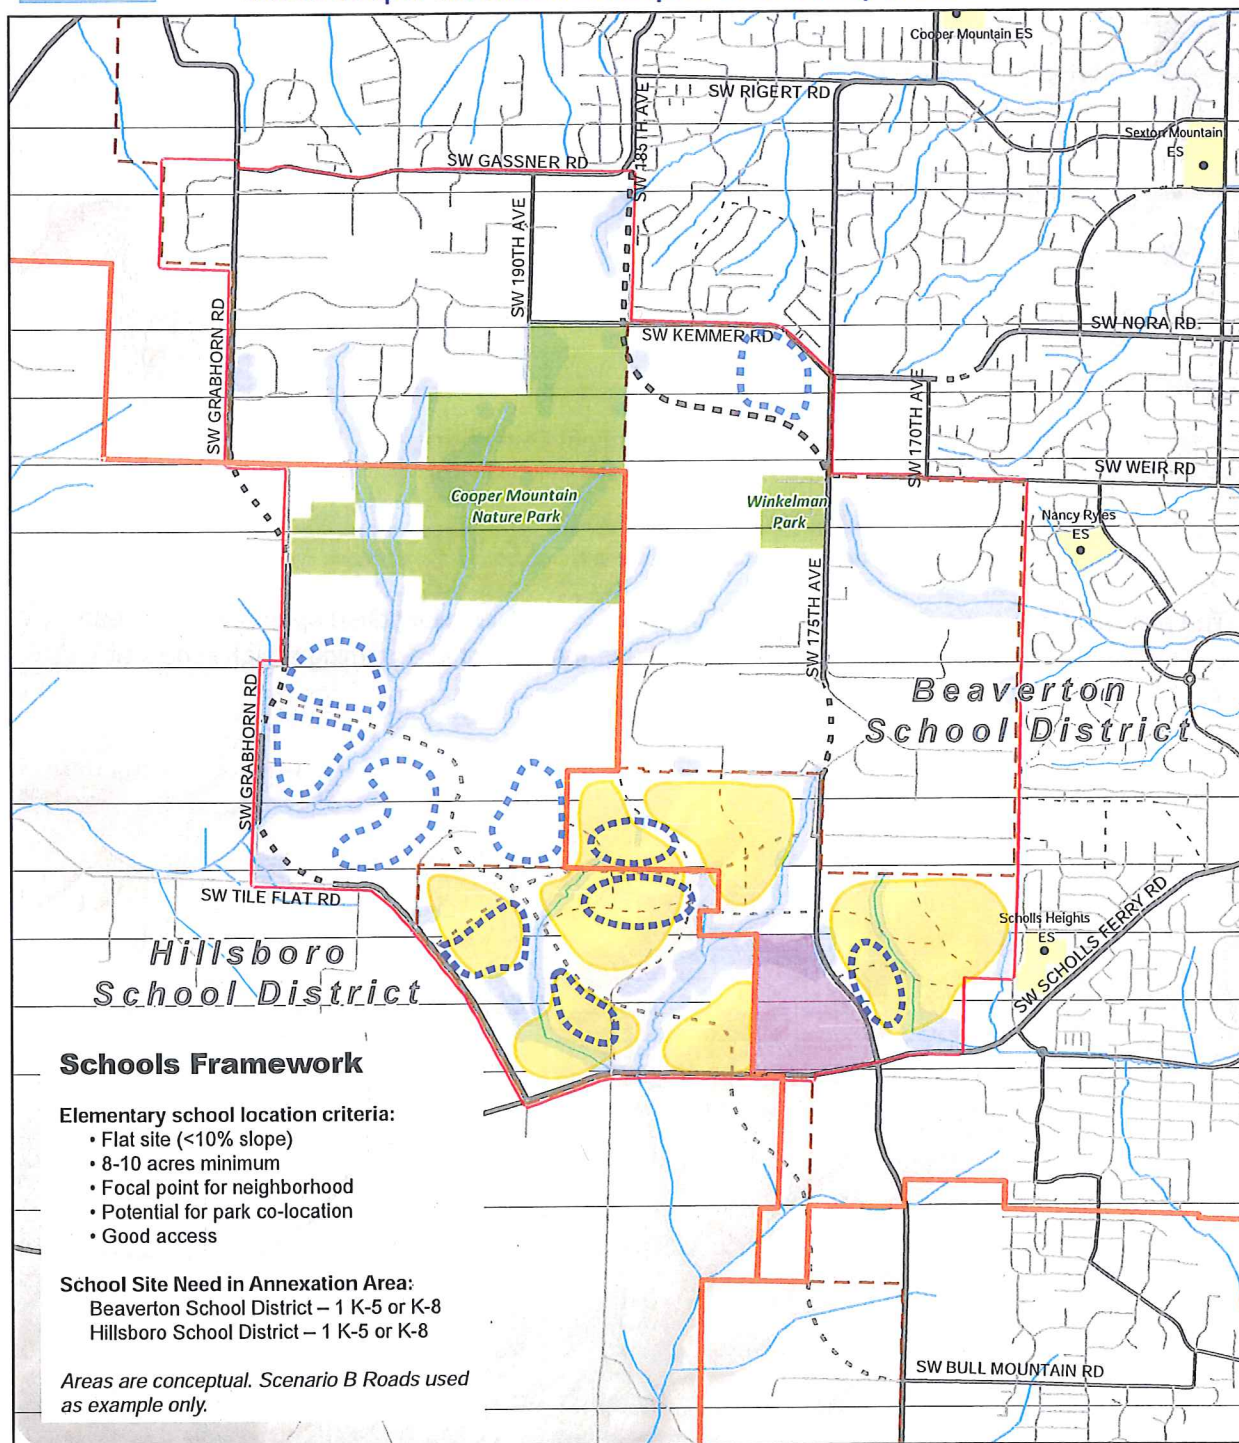 Cooper Mountain ES
SW RIGERT RD
SW 185TH AVE
Sexton Mountain
ES
SW GASSNER RD
SW 190TH AVE
SW GRABHORN RD
SW KEMMER RD
SW NORA RD.
SW 170TH AVE
SW WEIR RD
Cooper Mountain
Nature Park
Winkelman
Park
Nancy Ryles
ES
SW 175TH AVE
SW GRABHORN RD
Beaverton
School District
SW TILE FLAT RD
Scholls Heights
ES
SW SCHOLLS FERRY RD
Hillsboro
School District
Schools Framework
Elementary school location criteria:
• Flat site (<10% slope)
• 8-10 acres minimum
• Focal point for neighborhood
• Potential for park co-location
• Good access
School Site Need in Annexation Area:
Beaverton School District – 1 K-5 or K-8
Hillsboro School District – 1 K-5 or K-8
Areas are conceptual. Scenario B Roads used
as example only.
SW BULL MOUNTAIN RD